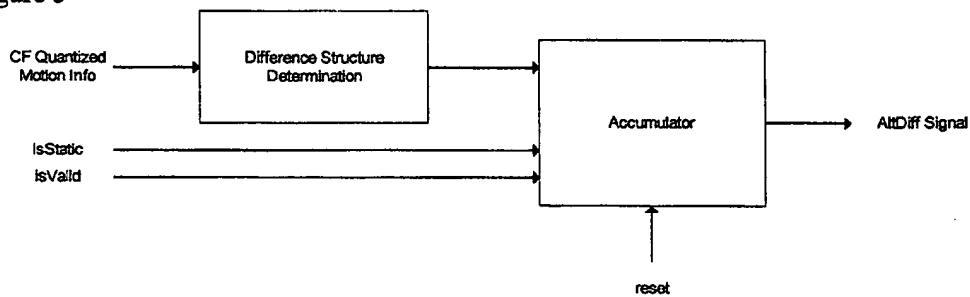 CF Quantized
Motion Info
Difference Structure
Determination
Accumulator
AltDiff Signal
isStatic
isValid
reset